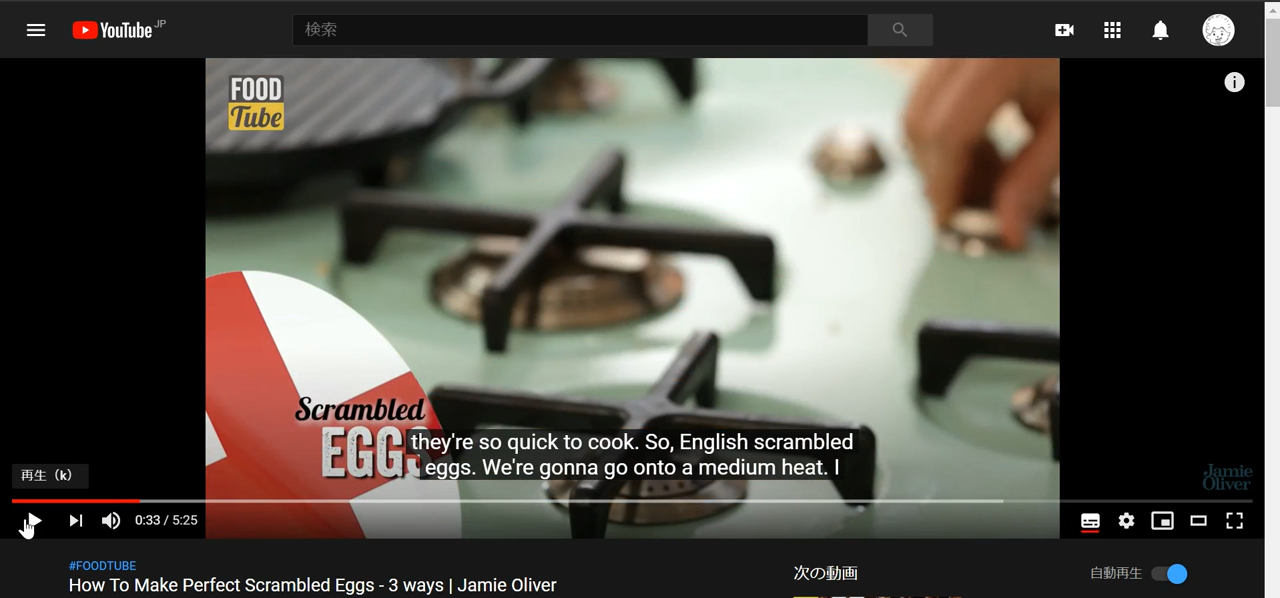 YouTube JP
検索
FOOD
Tube
Scrambled
EGGS
they're so quick to cook. So, English scrambled
eggs. We're gonna go onto a medium heat. I
Jamie
Oliver
再生 (k)
0:33 / 5:25
#FOODTUBE
How To Make Perfect Scrambled Eggs - 3 ways | Jamie Oliver
次の動画
自動再生